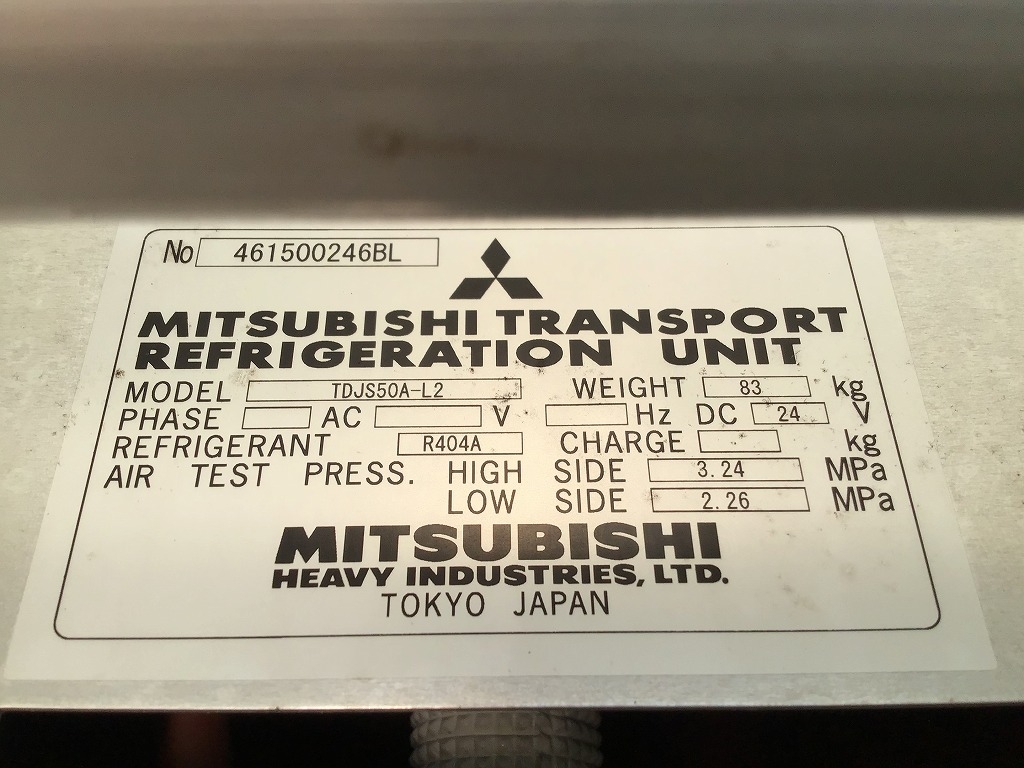 No 461500246BL
MITSUBISHI TRANSPORT
REFRIGERATION UNIT
MODEL TDJS50A-L2 WEIGHT 83 kg
PHASE AC V Hz DC 24 V
REFRIGERANT R404A CHARGE kg
AIR TEST PRESS. HIGH SIDE 3.24 MPa
LOW SIDE 2.26 MPa
MITSUBISHI
HEAVY INDUSTRIES, LTD.
TOKYO JAPAN